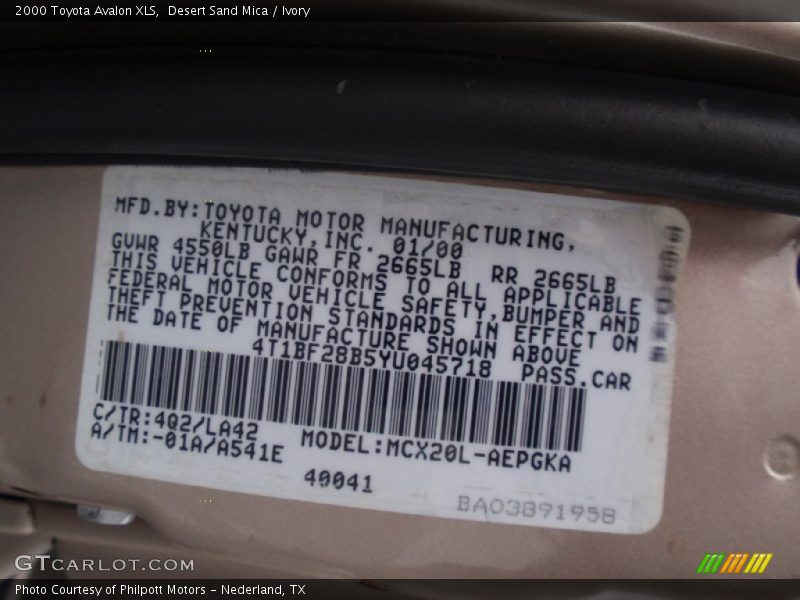 2000 Toyota Avalon XLS,  Desert Sand Mica / Ivory
MFD.BY:TOYOTA MOTOR MANUFACTURING,
KENTUCKY,INC. 01/00
GVWR 4550LB GAWR FR 2665LB RR 2665LB
THIS VEHICLE CONFORMS TO ALL APPLICABLE
FEDERAL MOTOR VEHICLE SAFETY,BUMPER,AND
THEFT PREVENTION STANDARDS IN EFFECT ON
THE DATE OF MANUFACTURE SHOWN ABOVE
4T1BF28B5YU045718 PASS.CAR
C/TR:4Q2/LA42
A/TM:-01A/A541E
MODEL:MCX20L-AEPGKA
40041
BA03891958
GTCARLOT.COM
Photo Courtesy of Philpott Motors - Nederland, TX